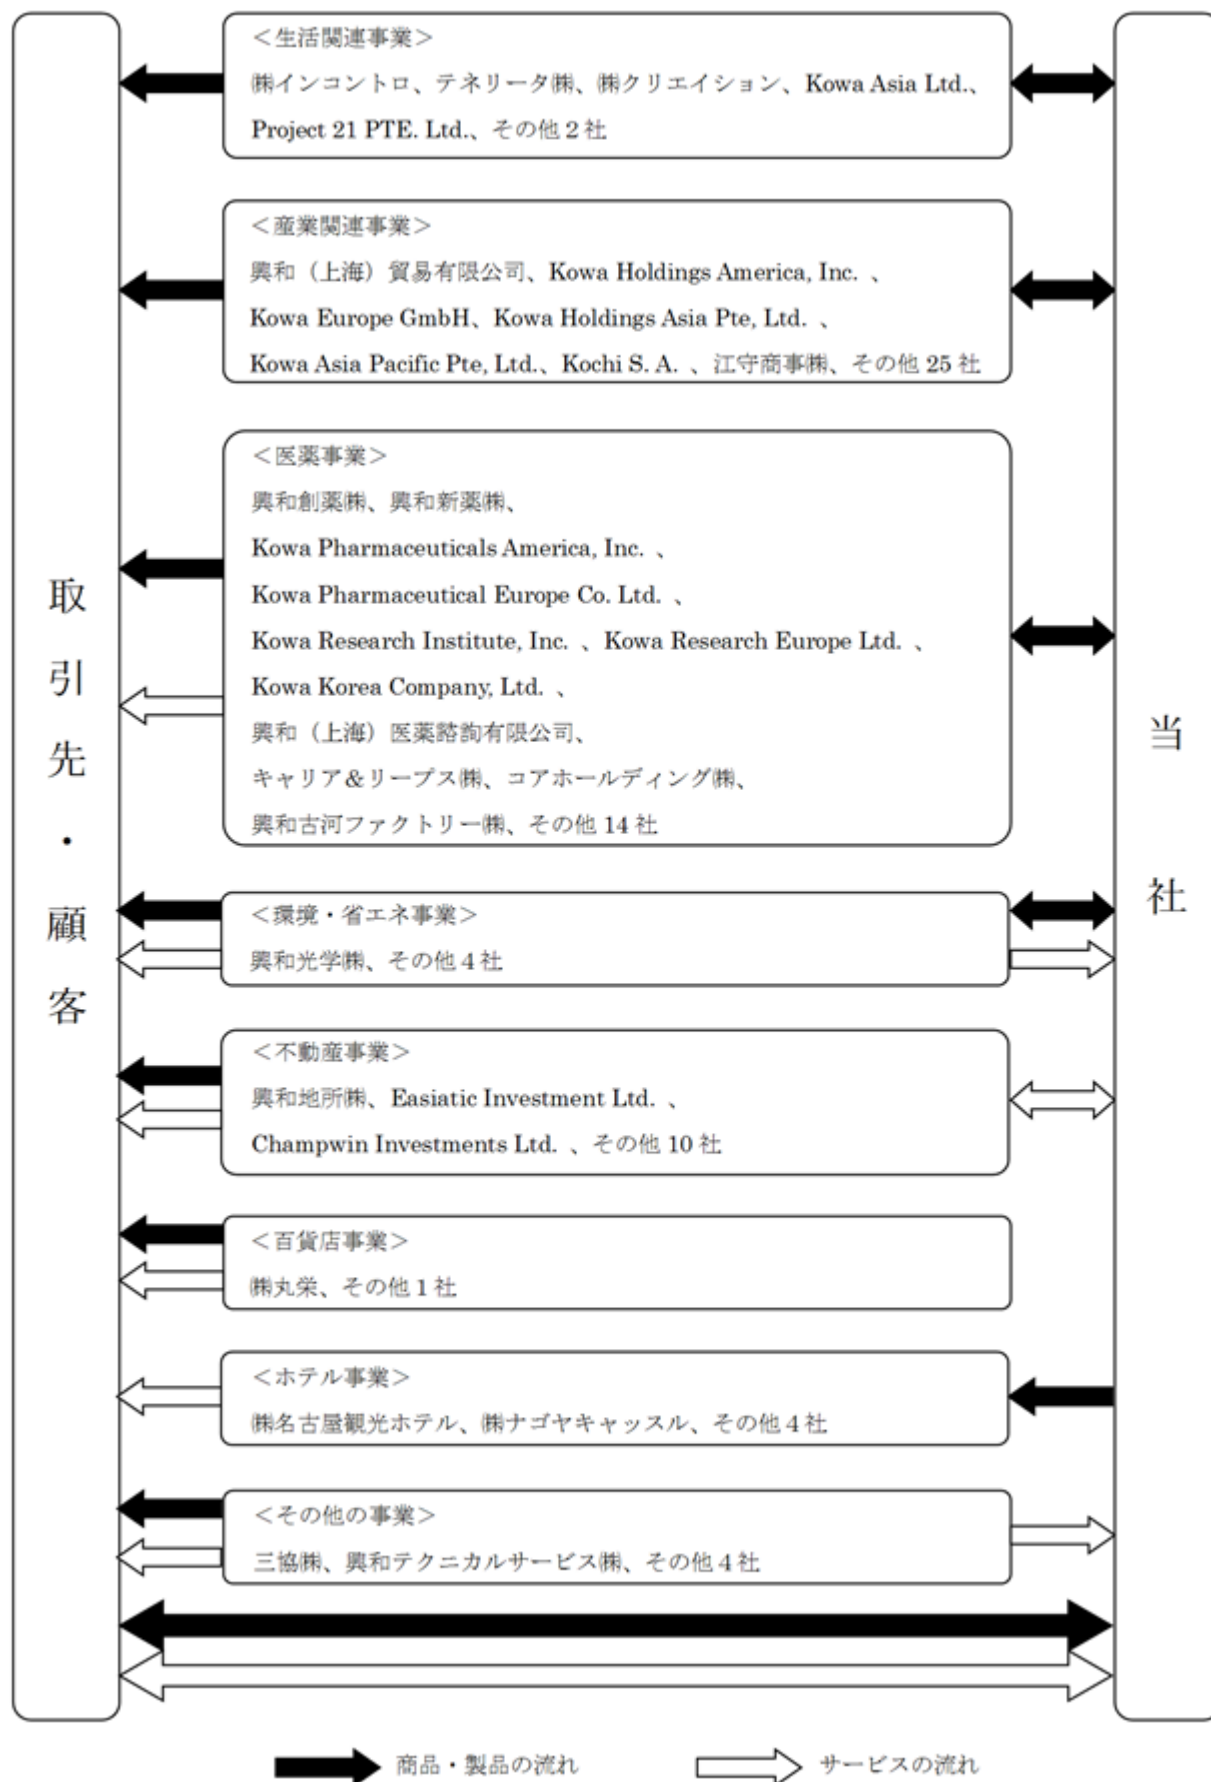 ＜生活関連事業＞
㈱インコントロ、テネリータ㈱、㈱クリエイション、Kowa Asia Ltd.、
Project 21 PTE. Ltd.、その他 2 社
＜産業関連事業＞
興和（上海）貿易有限公司、Kowa Holdings America, Inc. 、
Kowa Europe GmbH、Kowa Holdings Asia Pte, Ltd. 、
Kowa Asia Pacific Pte, Ltd.、Kochi S. A. 、江守商事㈱、その他 25 社
＜医薬事業＞
興和創薬㈱、興和新薬㈱、
Kowa Pharmaceuticals America, Inc. 、
Kowa Pharmaceutical Europe Co. Ltd. 、
Kowa Research Institute, Inc. 、Kowa Research Europe Ltd. 、
Kowa Korea Company, Ltd. 、
興和（上海）医薬諮詢有限公司、
キャリア＆リープス㈱、コアホールディング㈱、
興和古河ファクトリー㈱、その他 14 社
＜環境・省エネ事業＞
興和光学㈱、その他 4 社
＜不動産事業＞
興和地所㈱、Easiatic Investment Ltd. 、
Champwin Investments Ltd. 、その他 10 社
＜百貨店事業＞
㈱丸栄、その他 1 社
＜ホテル事業＞
㈱名古屋観光ホテル、㈱ナゴヤキャッスル、その他 4 社
＜その他の事業＞
三協㈱、興和テクニカルサービス㈱、その他 4 社
取引先・顧客
当社
商品・製品の流れ
サービスの流れ